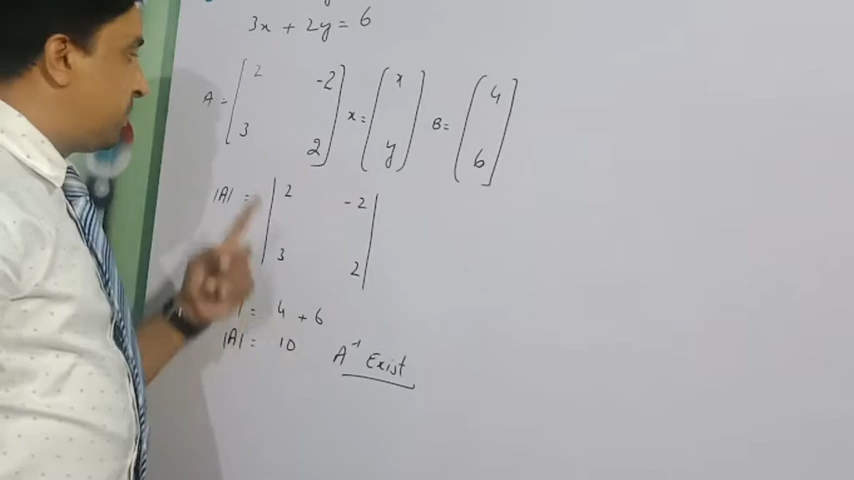 3x + 2y = 6
A = [ 2 -2 x = ( x B = ( 4
3 2 ] y ) 6 ]
|A| = | 2 -2 |
3 2
| = 4 + 6
|A| = 10 A⁻¹ Exist